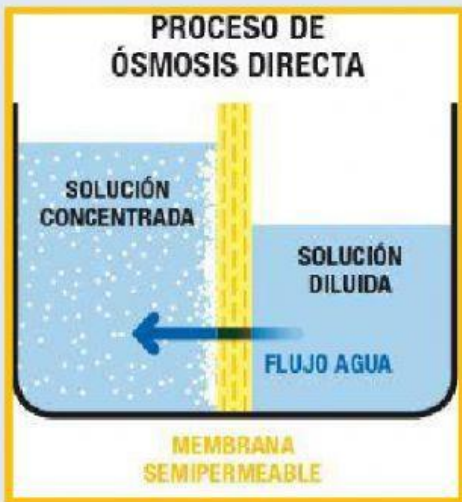 PROCESO DE
ÓSMOSIS DIRECTA
SOLUCIÓN
CONCENTRADA
SOLUCIÓN
DILUIDA
FLUJO AGUA
MEMBRANA
SEMIPERMEABLE